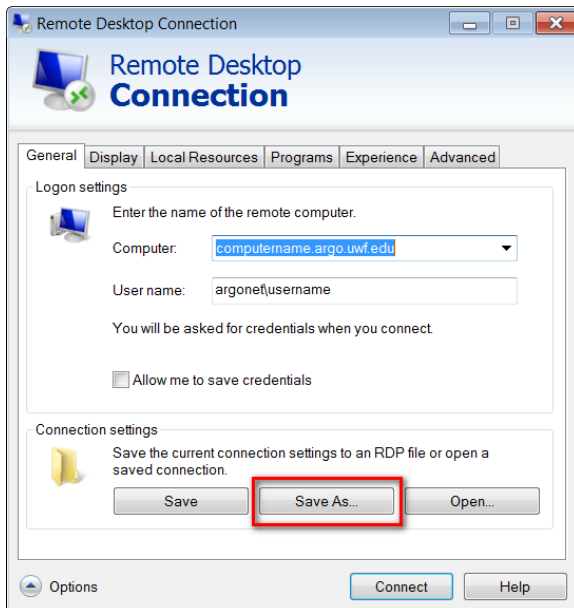 Remote Desktop Connection
Remote Desktop
Connection
General Display Local Resources Programs Experience Advanced
Logon settings
Enter the name of the remote computer.
Computer: computername.argo.uwf.edu
User name: argonet\username
You will be asked for credentials when you connect.
Allow me to save credentials
Connection settings
Save the current connection settings to an RDP file or open a
saved connection.
Save Save As... Open...
Options Connect Help